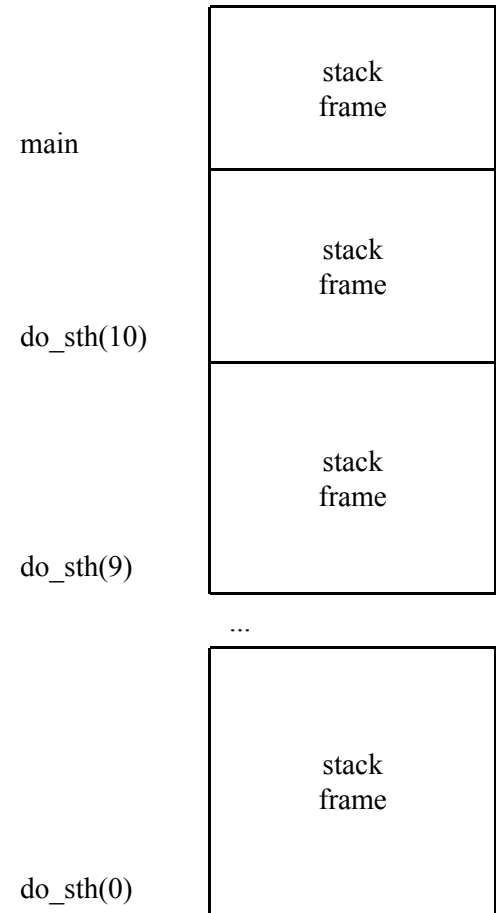 stack
frame
main
stack
frame
do_sth(10)
stack
frame
do_sth(9)
...
stack
frame
do_sth(0)